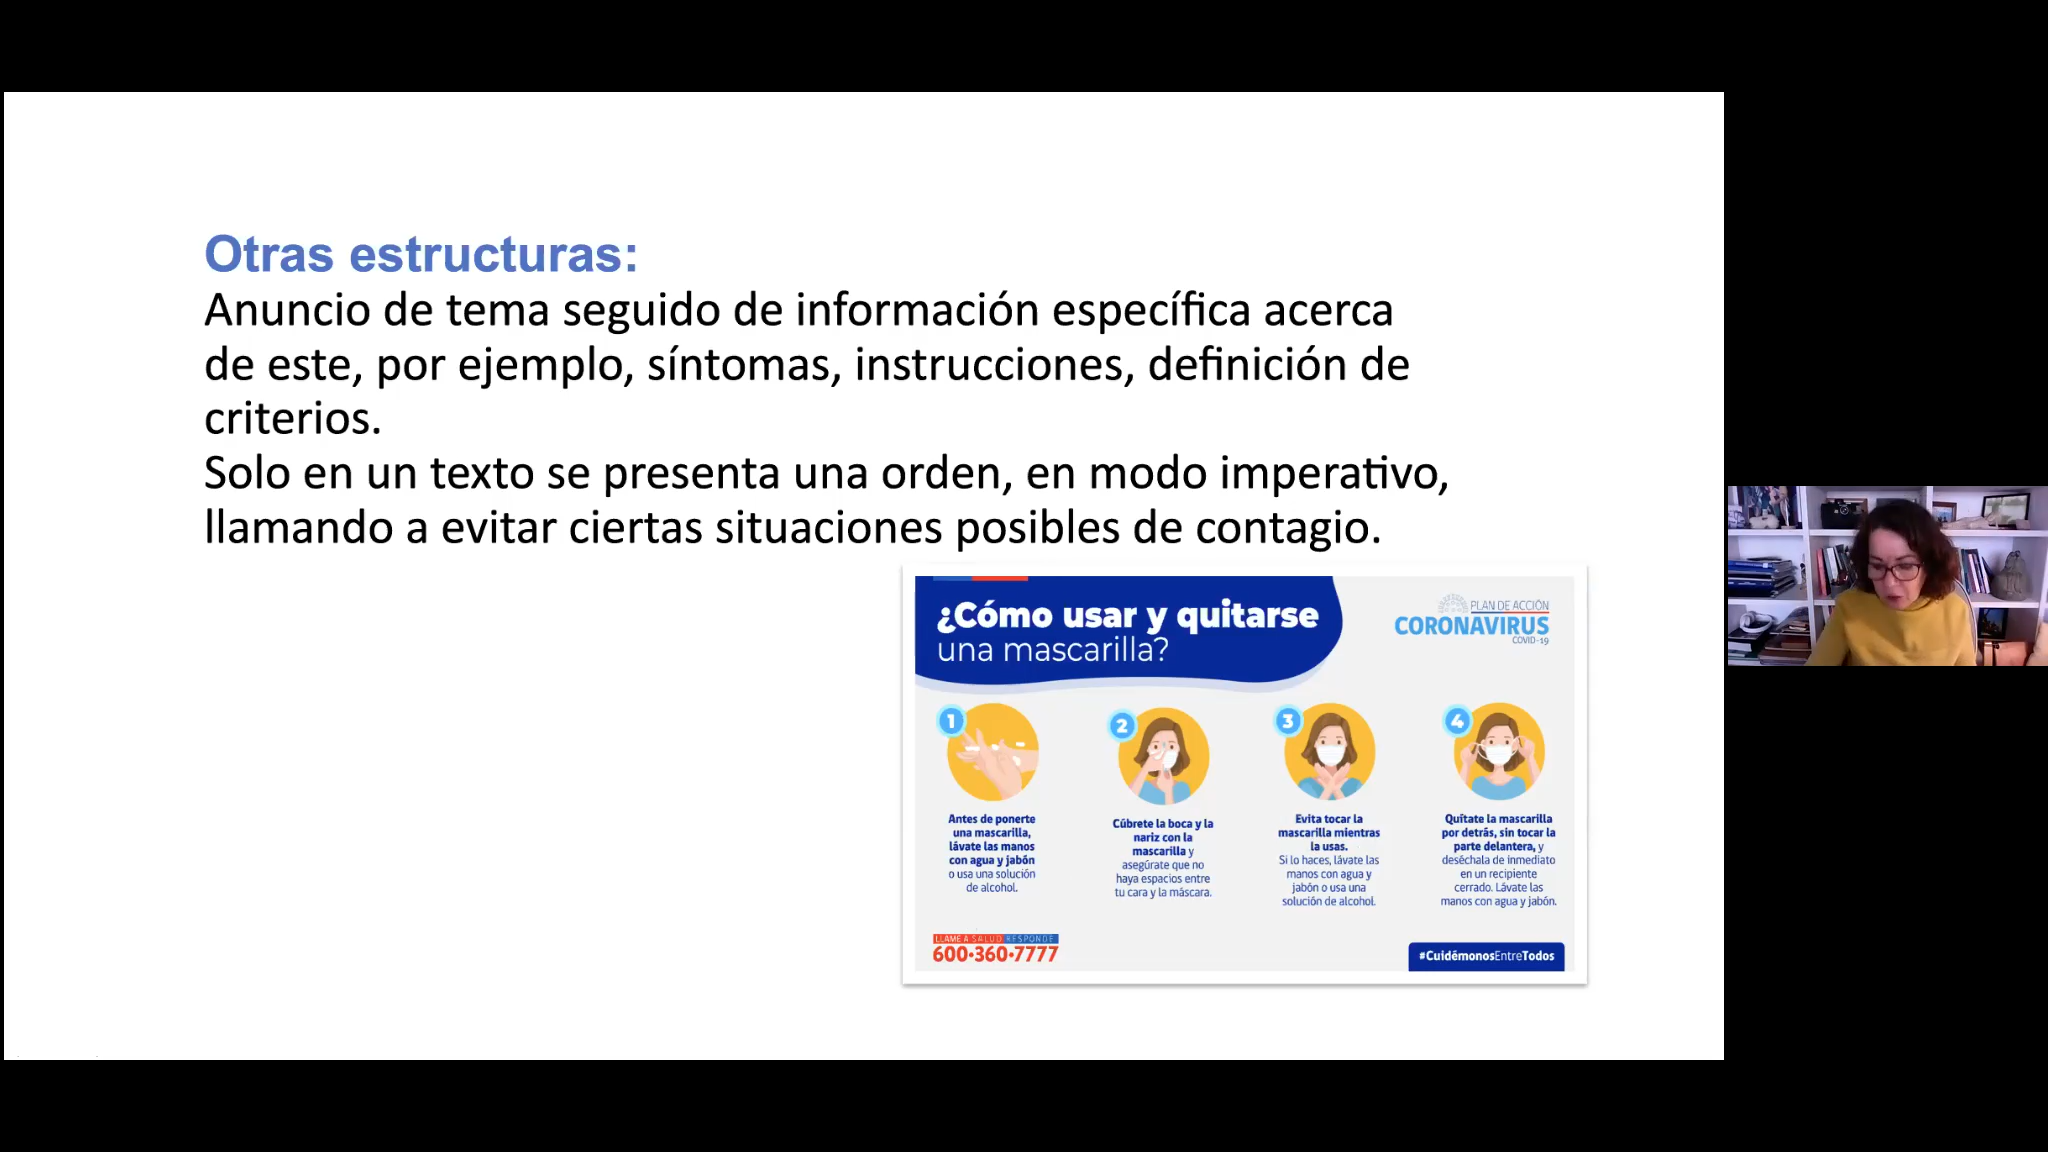 Otras estructuras:
Anuncio de tema seguido de información específica acerca
de este, por ejemplo, síntomas, instrucciones, definición de
criterios.
Solo en un texto se presenta una orden, en modo imperativo,
llamando a evitar ciertas situaciones posibles de contagio.
¿Cómo usar y quitarse
una mascarilla?
PLAN DE ACCIÓN
CORONAVIRUS
COVID-19
1
Antes de ponerte
una mascarilla,
lávate las manos
con agua y jabón
o usa una solución
de alcohol.
2
Cúbrete la boca y la
nariz con la
mascarilla y
asegúrate que no
haya espacios entre
tu cara y la máscara.
3
Evita tocar la
mascarilla mientras
la usas.
Si lo haces, lávate las
manos con agua y
jabón o usa una
solución de alcohol.
4
Quítate la mascarilla
por detrás, sin tocar la
parte delantera, y
deséchala de inmediato
en un recipiente
cerrado. Lávate las
manos con agua y jabón.
LLAME A SALUD RESPONDE
600·360·7777
#CuidémonosEntreTodos